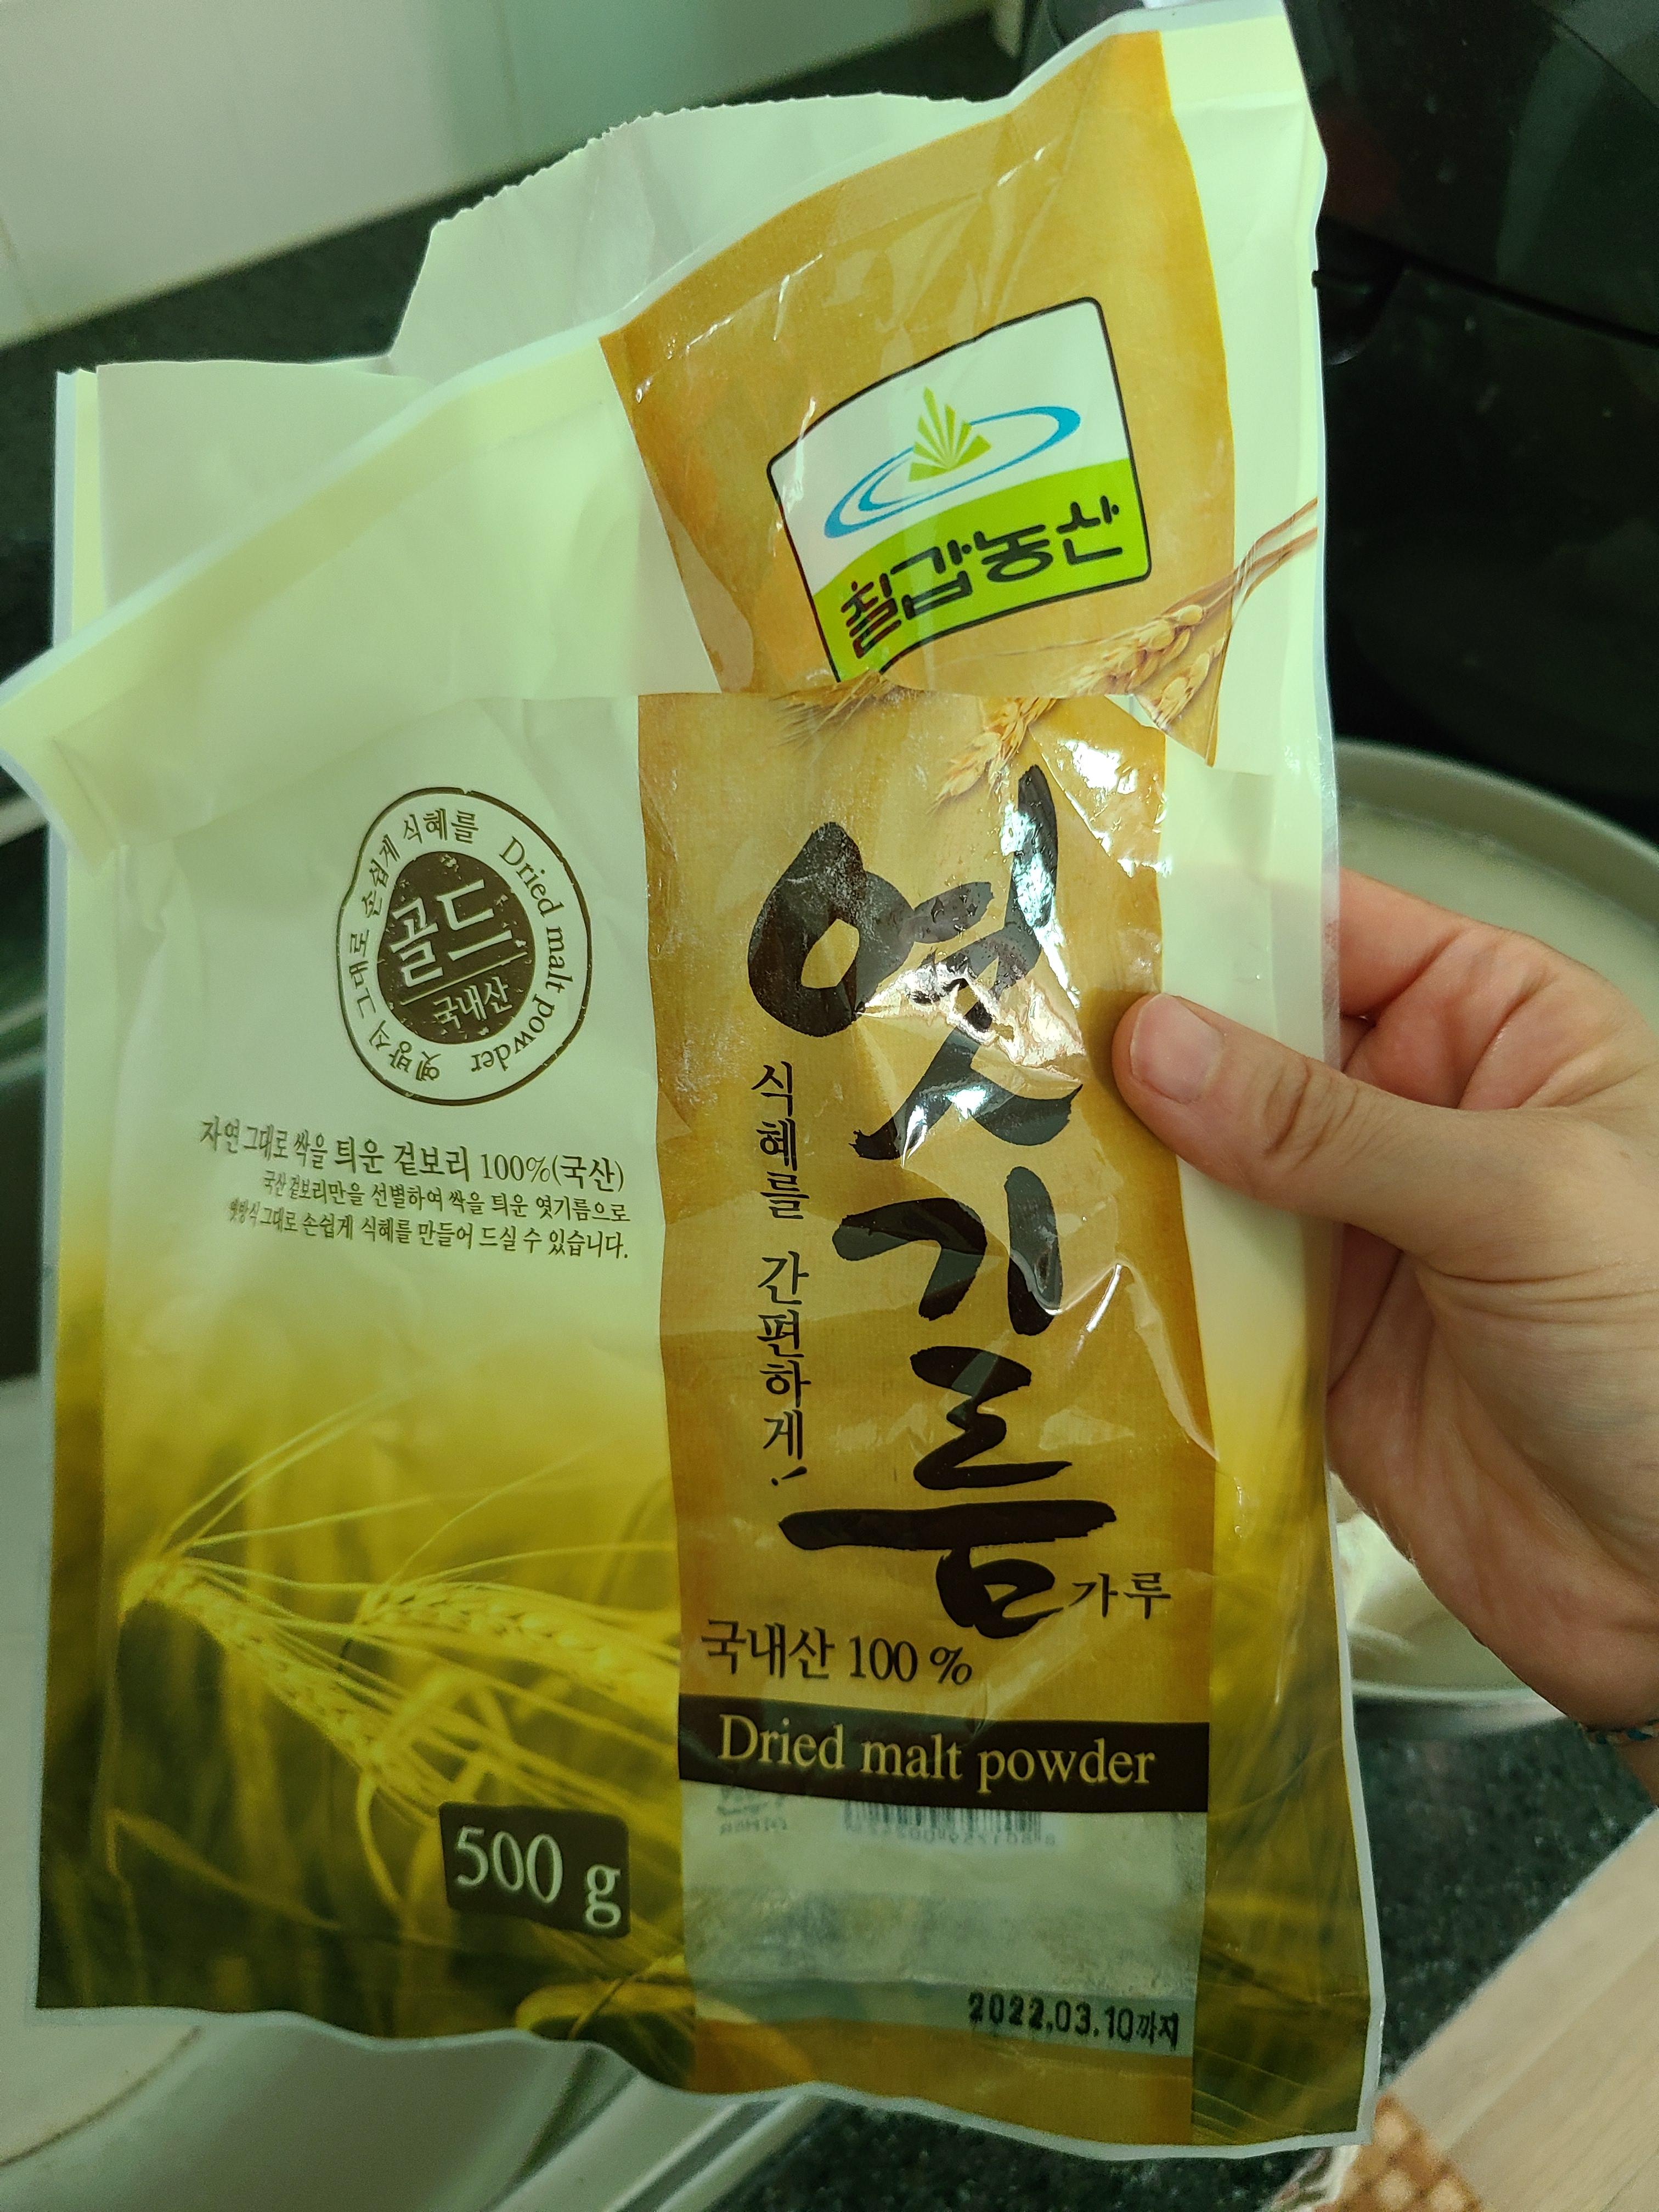 칠갑농산
엿기름가루
식혜를 간편하게!
옛방식 그대로 손쉽게 식혜를
Dried malt powder
골드
국내산
자연 그대로 싹을 틔운 겉보리 100%(국산)
국산 겉보리만을 선별하여 싹을 틔운 엿기름으로
옛방식 그대로 손쉽게 식혜를 만들어 드실 수 있습니다.
국내산 100 %
Dried malt powder
500 g
2022.03.10까지